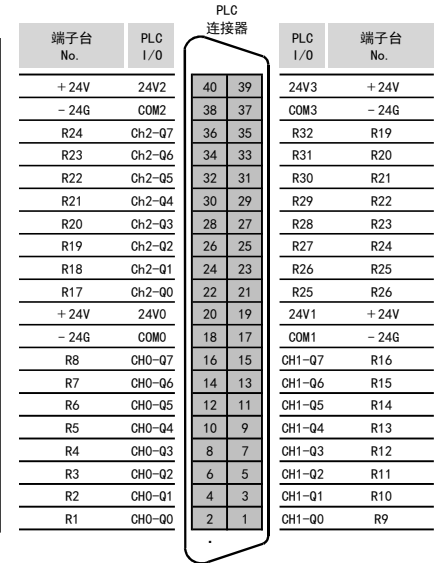 PLC
连接器
端子台 PLC PLC 端子台
No. I/O I/O No.
+24V 24V2 40 39 24V3 +24V
-24G COM2 38 37 COM3 -24G
R24 Ch2-Q7 36 35 R32 R19
R23 Ch2-Q6 34 33 R31 R20
R22 Ch2-Q5 32 31 R30 R21
R21 Ch2-Q4 30 29 R29 R22
R20 Ch2-Q3 28 27 R28 R23
R19 Ch2-Q2 26 25 R27 R24
R18 Ch2-Q1 24 23 R26 R25
R17 Ch2-Q0 22 21 R25 R26
+24V 24V0 20 19 24V1 +24V
-24G COM0 18 17 COM1 -24G
R8 CH0-Q7 16 15 CH1-Q7 R16
R7 CH0-Q6 14 13 CH1-Q6 R15
R6 CH0-Q5 12 11 CH1-Q5 R14
R5 CH0-Q4 10 9 CH1-Q4 R13
R4 CH0-Q3 8 7 CH1-Q3 R12
R3 CH0-Q2 6 5 CH1-Q2 R11
R2 CH0-Q1 4 3 CH1-Q1 R10
R1 CH0-Q0 2 1 CH1-Q0 R9